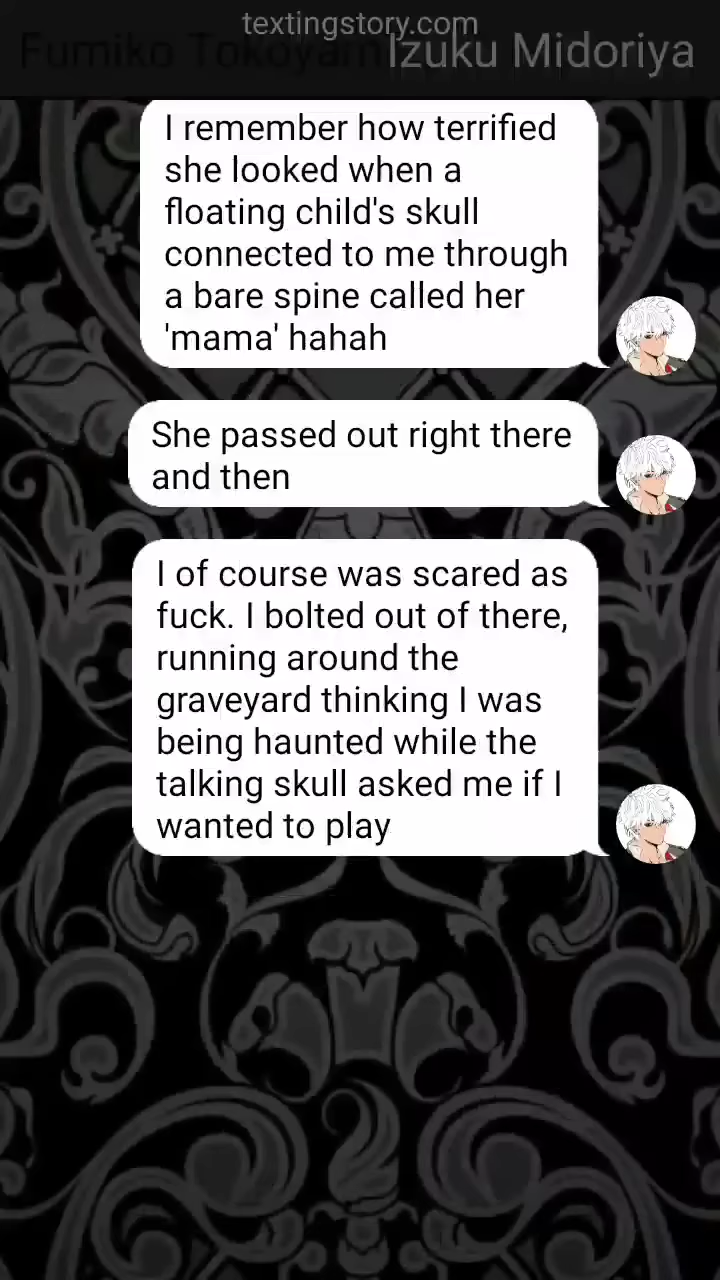 textingstory.com
Fumiko Tokoyam Izuku Midoriya
I remember how terrified
she looked when a
floating child's skull
connected to me through
a bare spine called her
'mama' hahah
She passed out right there
and then
I of course was scared as
fuck. I bolted out of there,
running around the
graveyard thinking I was
being haunted while the
talking skull asked me if I
wanted to play